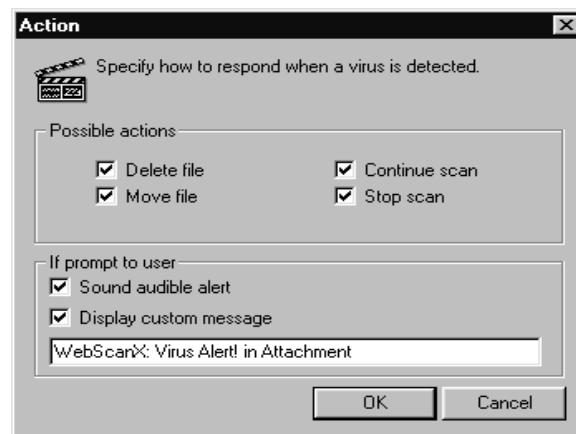 Action
Specify how to respond when a virus is detected.
Possible actions
Delete file
Continue scan
Move file
Stop scan
If prompt to user
Sound audible alert
Display custom message
WebScanX: Virus Alert! in Attachment
OK
Cancel